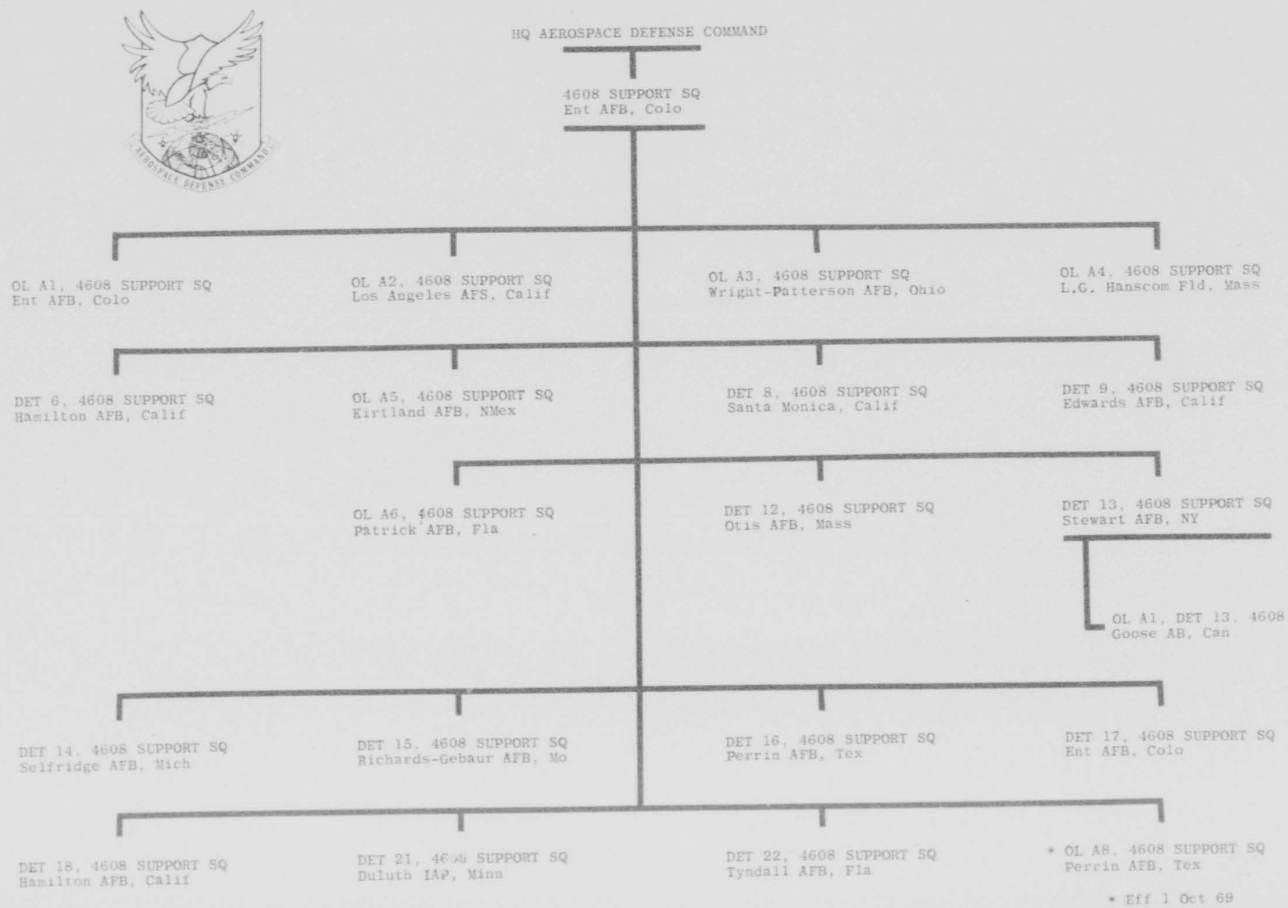 HQ AEROSPACE DEFENSE COMMAND
AEROSPACE DEFENSE COMMAND
4608 SUPPORT SQ
Ent AFB, Colo
OL A1, 4608 SUPPORT SQ
Ent AFB, Colo
OL A2, 4608 SUPPORT SQ
Los Angeles AFS, Calif
OL A3, 4608 SUPPORT SQ
Wright-Patterson AFB, Ohio
OL A4, 4608 SUPPORT SQ
L.G. Hanscom Fld, Mass
DET 6, 4608 SUPPORT SQ
Hamilton AFB, Calif
OL A5, 4608 SUPPORT SQ
Kirtland AFB, NMex
DET 8, 4608 SUPPORT SQ
Santa Monica, Calif
DET 9, 4608 SUPPORT SQ
Edwards AFB, Calif
OL A6, 4608 SUPPORT SQ
Patrick AFB, Fla
DET 12, 4608 SUPPORT SQ
Otis AFB, Mass
DET 13, 4608 SUPPORT SQ
Stewart AFB, NY
OL A1, DET 13, 4608
Goose AB, Can
DET 14, 4608 SUPPORT SQ
Selfridge AFB, Mich
DET 15, 4608 SUPPORT SQ
Richards-Gebaur AFB, Mo
DET 16, 4608 SUPPORT SQ
Perrin AFB, Tex
DET 17, 4608 SUPPORT SQ
Ent AFB, Colo
DET 18, 4608 SUPPORT SQ
Hamilton AFB, Calif
DET 21, 4608 SUPPORT SQ
Duluth IAP, Minn
DET 22, 4608 SUPPORT SQ
Tyndall AFB, Fla
* OL A8, 4608 SUPPORT SQ
Perrin AFB, Tex
* Eff 1 Oct 69